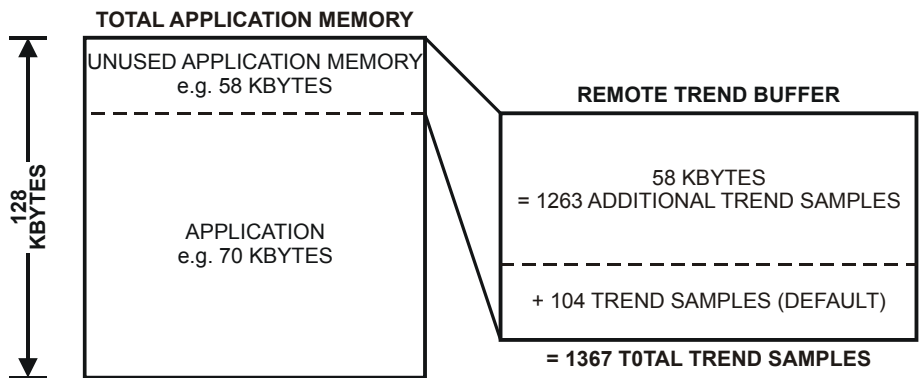 TOTAL APPLICATION MEMORY
UNUSED APPLICATION MEMORY
e.g. 58 KBYTES
128
KBYTES
APPLICATION
e.g. 70 KBYTES
REMOTE TREND BUFFER
58 KBYTES
= 1263 ADDITIONAL TREND SAMPLES
+ 104 TREND SAMPLES (DEFAULT)
= 1367 T0TAL TREND SAMPLES